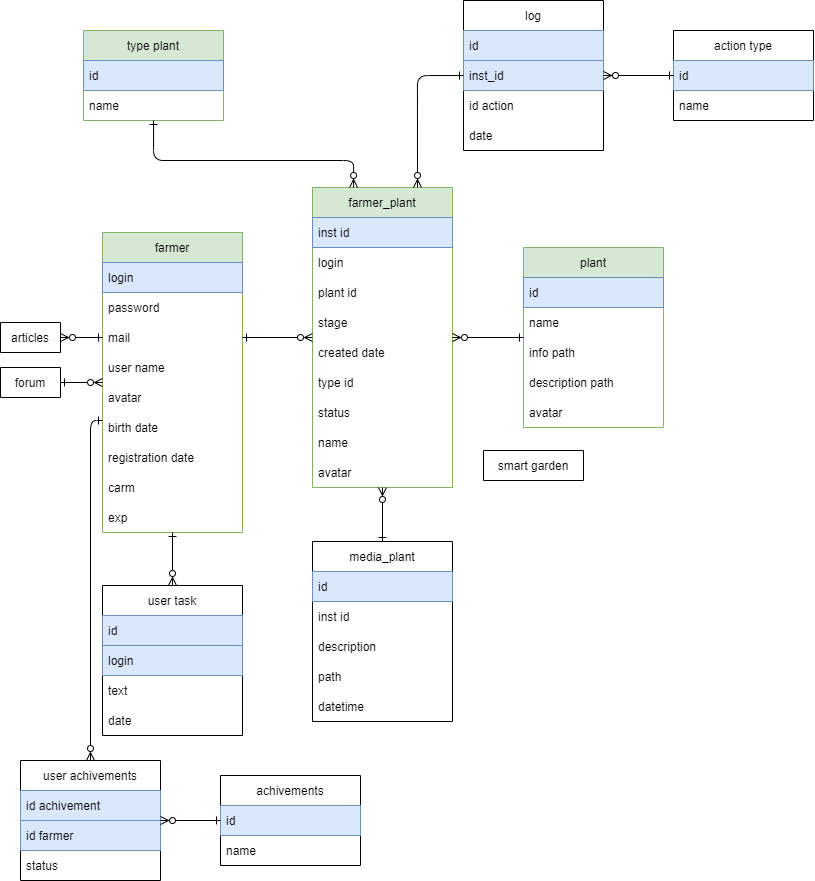 log
id
inst_id
id action
date
type plant
id
name
action type
id
name
farmer_plant
inst id
login
plant id
stage
created date
type id
status
name
avatar
farmer
login
password
mail
user name
avatar
birth date
registration date
carm
exp
plant
id
name
info path
description path
avatar
articles
forum
smart garden
media_plant
id
inst id
description
path
datetime
user task
id
login
text
date
user achivements
id achivement
id farmer
status
achivements
id
name